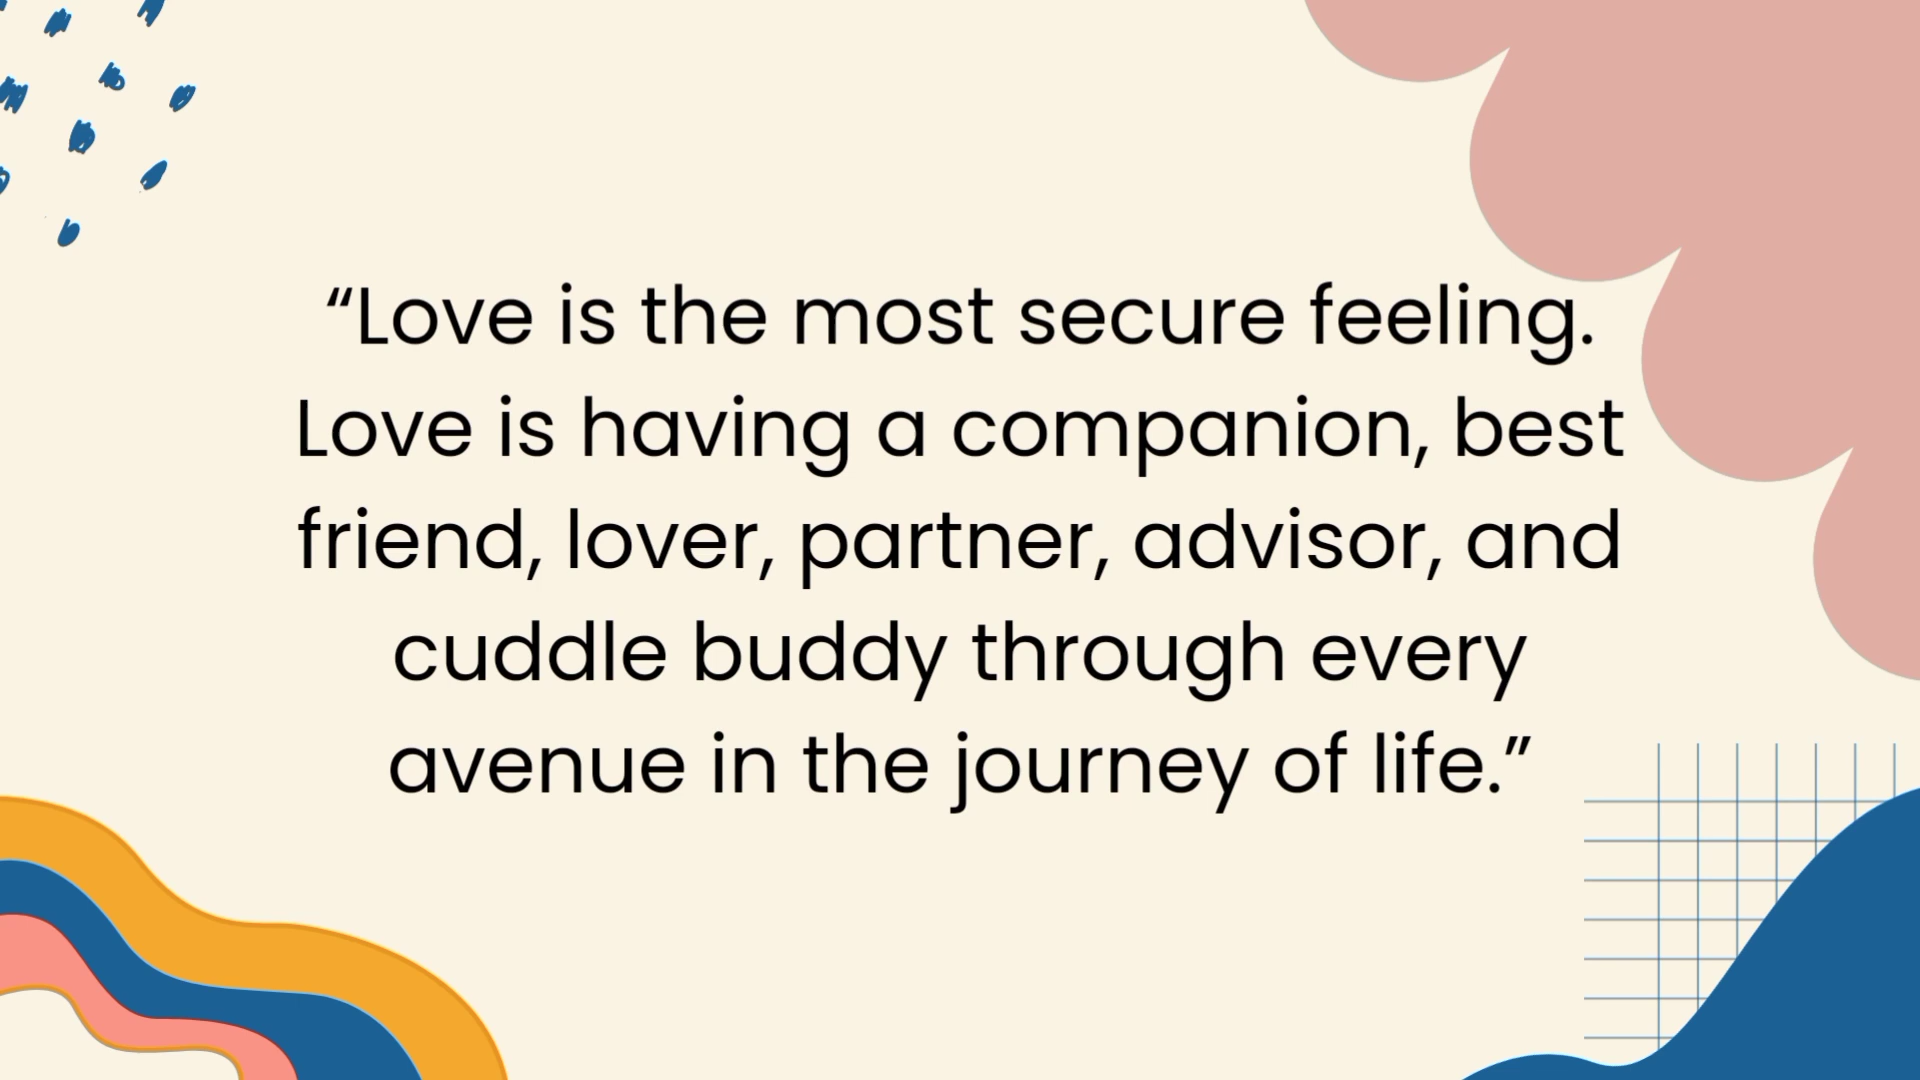 “Love is the most secure feeling.
Love is having a companion, best
friend, lover, partner, advisor, and
cuddle buddy through every
avenue in the journey of life.”